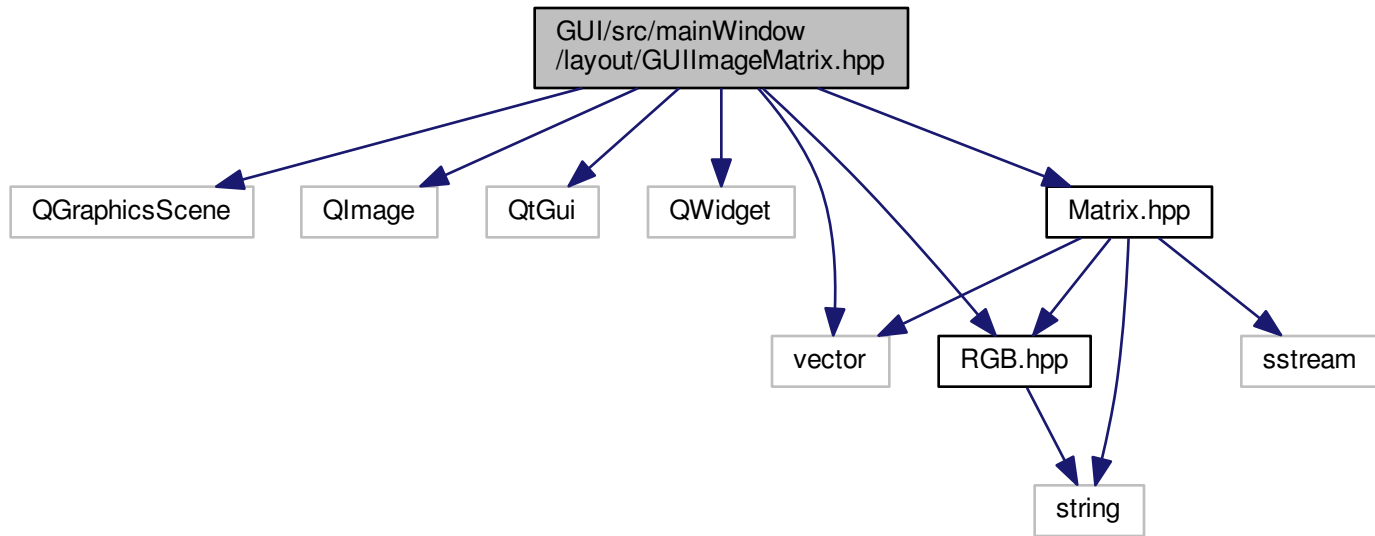 GUI/src/mainWindow
/layout/GUIImageMatrix.hpp
QGraphicsScene
QImage
QtGui
QWidget
Matrix.hpp
vector
RGB.hpp
sstream
string